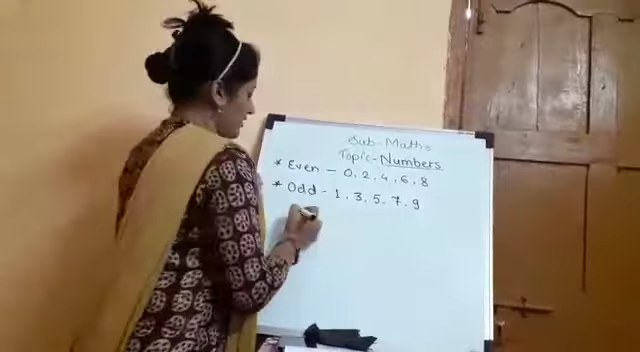 Sub- Maths
Topic- Numbers
* Even - 0, 2, 4, 6, 8
* Odd - 1, 3, 5, 7, 9